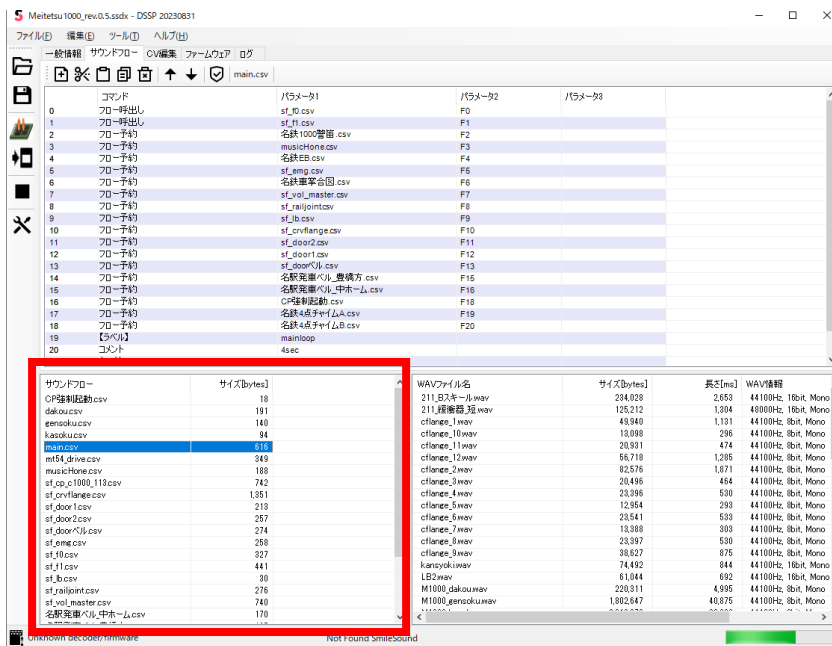 Meitetsu1000_rev.0.5.ssdx - DSSP 20230831
ファイル(F) 編集(E) ツール(T) ヘルプ(H)
一般情報 サウンドフロー CV編集 ファームウェア ログ
main.csv
コマンド パラメータ1 パラメータ2 パラメータ3
0 フロー呼出し sf_f0.csv F0
1 フロー呼出し sf_f1.csv F1
2 フロー予約 名鉄1000警笛.csv F2
3 フロー予約 musicHone.csv F3
4 フロー予約 名鉄EB.csv F4
5 フロー予約 sf_emg.csv F5
6 フロー予約 名鉄車掌合図.csv F6
7 フロー予約 sf_vol_master.csv F7
8 フロー予約 sf_railjoint.csv F8
9 フロー予約 sf_lb.csv F9
10 フロー予約 sf_crvflange.csv F10
11 フロー予約 sf_door2.csv F11
12 フロー予約 sf_door1.csv F12
13 フロー予約 sf_doorベル.csv F13
14 フロー予約 名駅発車ベル_豊橋方.csv F15
15 フロー予約 名駅発車ベル_中ホーム.csv F16
16 フロー予約 CP強制起動.csv F18
17 フロー予約 名鉄4点チャイムA.csv F19
18 フロー予約 名鉄4点チャイムB.csv F20
19 【ラベル】 mainloop
20 コメント 4sec
サウンドフロー サイズ[bytes]
CP強制起動.csv 18
dakou.csv 191
gensoku.csv 140
kasoku.csv 94
main.csv 616
mt54_drive.csv 349
musicHone.csv 188
sf_cp_c1000_113.csv 742
sf_crvflange.csv 1,351
sf_door1.csv 213
sf_door2.csv 257
sf_doorベル.csv 274
sf_emg.csv 258
sf_f0.csv 327
sf_f1.csv 441
sf_lb.csv 30
sf_railjoint.csv 276
sf_vol_master.csv 740
名駅発車ベル_中ホーム.csv 170
WAVファイル名 サイズ[bytes] 長さ[ms] WAV情報
211_Bスキール.wav 234,028 2,653 44100Hz, 16bit, Mono
211_緩衝器_短.wav 125,212 1,304 48000Hz, 16bit, Mono
cflange_1.wav 49,940 1,131 44100Hz, 8bit, Mono
cflange_10.wav 13,098 296 44100Hz, 8bit, Mono
cflange_11.wav 20,931 474 44100Hz, 8bit, Mono
cflange_12.wav 56,718 1,285 44100Hz, 8bit, Mono
cflange_2.wav 82,576 1,871 44100Hz, 8bit, Mono
cflange_3.wav 20,496 464 44100Hz, 8bit, Mono
cflange_4.wav 23,396 530 44100Hz, 8bit, Mono
cflange_5.wav 12,954 293 44100Hz, 8bit, Mono
cflange_6.wav 23,541 533 44100Hz, 8bit, Mono
cflange_7.wav 13,388 303 44100Hz, 8bit, Mono
cflange_8.wav 23,397 530 44100Hz, 8bit, Mono
cflange_9.wav 38,627 875 44100Hz, 8bit, Mono
kansyoki.wav 74,492 844 44100Hz, 16bit, Mono
LB2.wav 61,044 692 44100Hz, 16bit, Mono
M1000_dakou.wav 220,311 4,995 44100Hz, 8bit, Mono
M1000_gensoku.wav 1,802,647 40,875 44100Hz, 8bit, Mono
Unknown decoder/firmware Not Found SmileSound